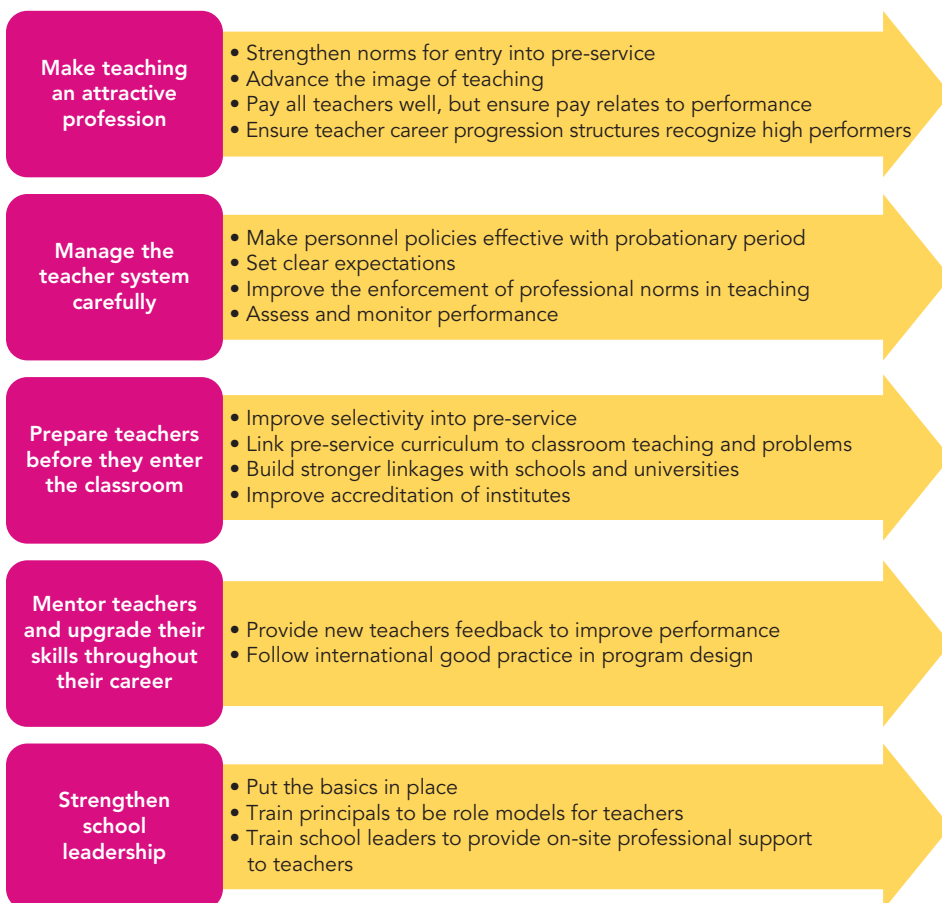 Make teaching
an attractive
profession
• Strengthen norms for entry into pre-service
• Advance the image of teaching
• Pay all teachers well, but ensure pay relates to performance
• Ensure teacher career progression structures recognize high performers
Manage the
teacher system
carefully
• Make personnel policies effective with probationary period
• Set clear expectations
• Improve the enforcement of professional norms in teaching
• Assess and monitor performance
Prepare teachers
before they enter
the classroom
• Improve selectivity into pre-service
• Link pre-service curriculum to classroom teaching and problems
• Build stronger linkages with schools and universities
• Improve accreditation of institutes
Mentor teachers
and upgrade their
skills throughout
their career
• Provide new teachers feedback to improve performance
• Follow international good practice in program design
Strengthen
school
leadership
• Put the basics in place
• Train principals to be role models for teachers
• Train school leaders to provide on-site professional support
to teachers